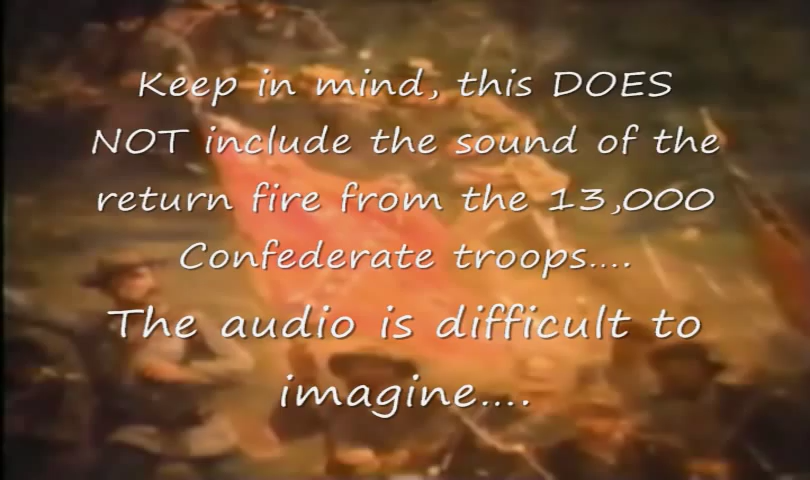 Keep in mind, this DOES
NOT include the sound of the
return fire from the 13,000
Confederate troops....
The audio is difficult to
imagine....